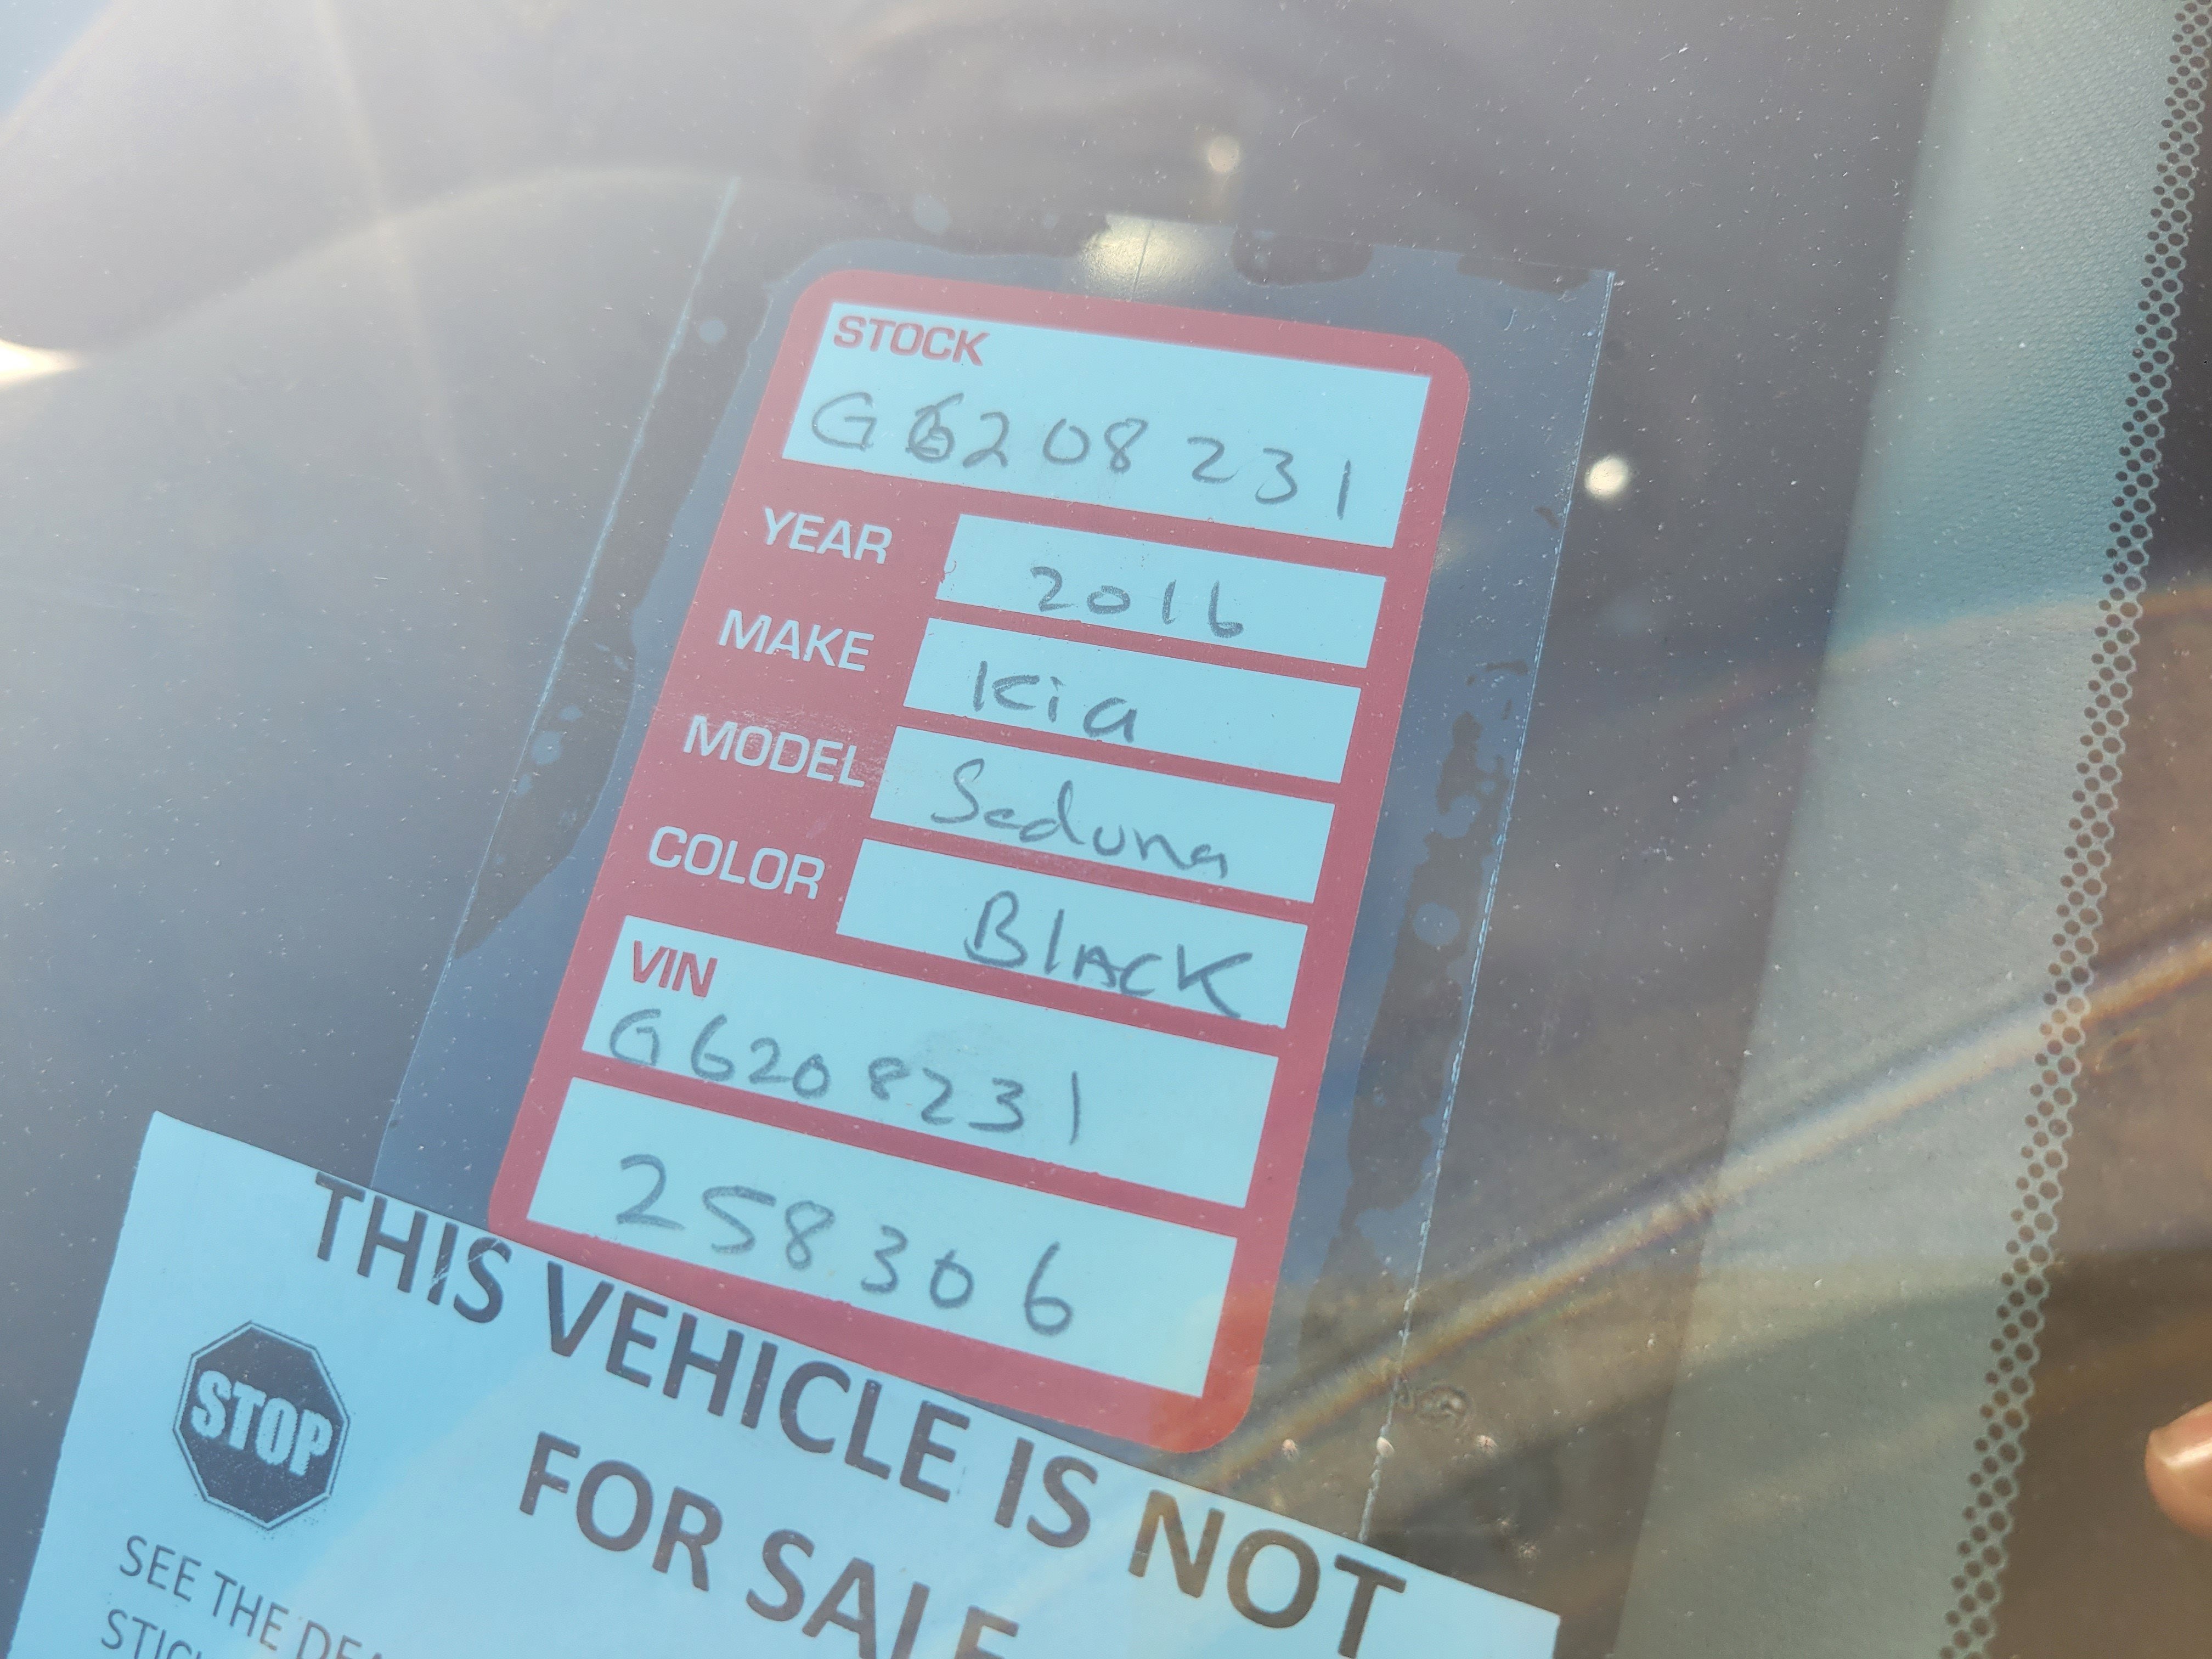 STOCK
G6208231
YEAR 2016
MAKE Kia
MODEL Seduna
COLOR BlACK
VIN
G6208231
258306
THIS VEHICLE IS NOT
FOR SALE
STOP
SEE THE